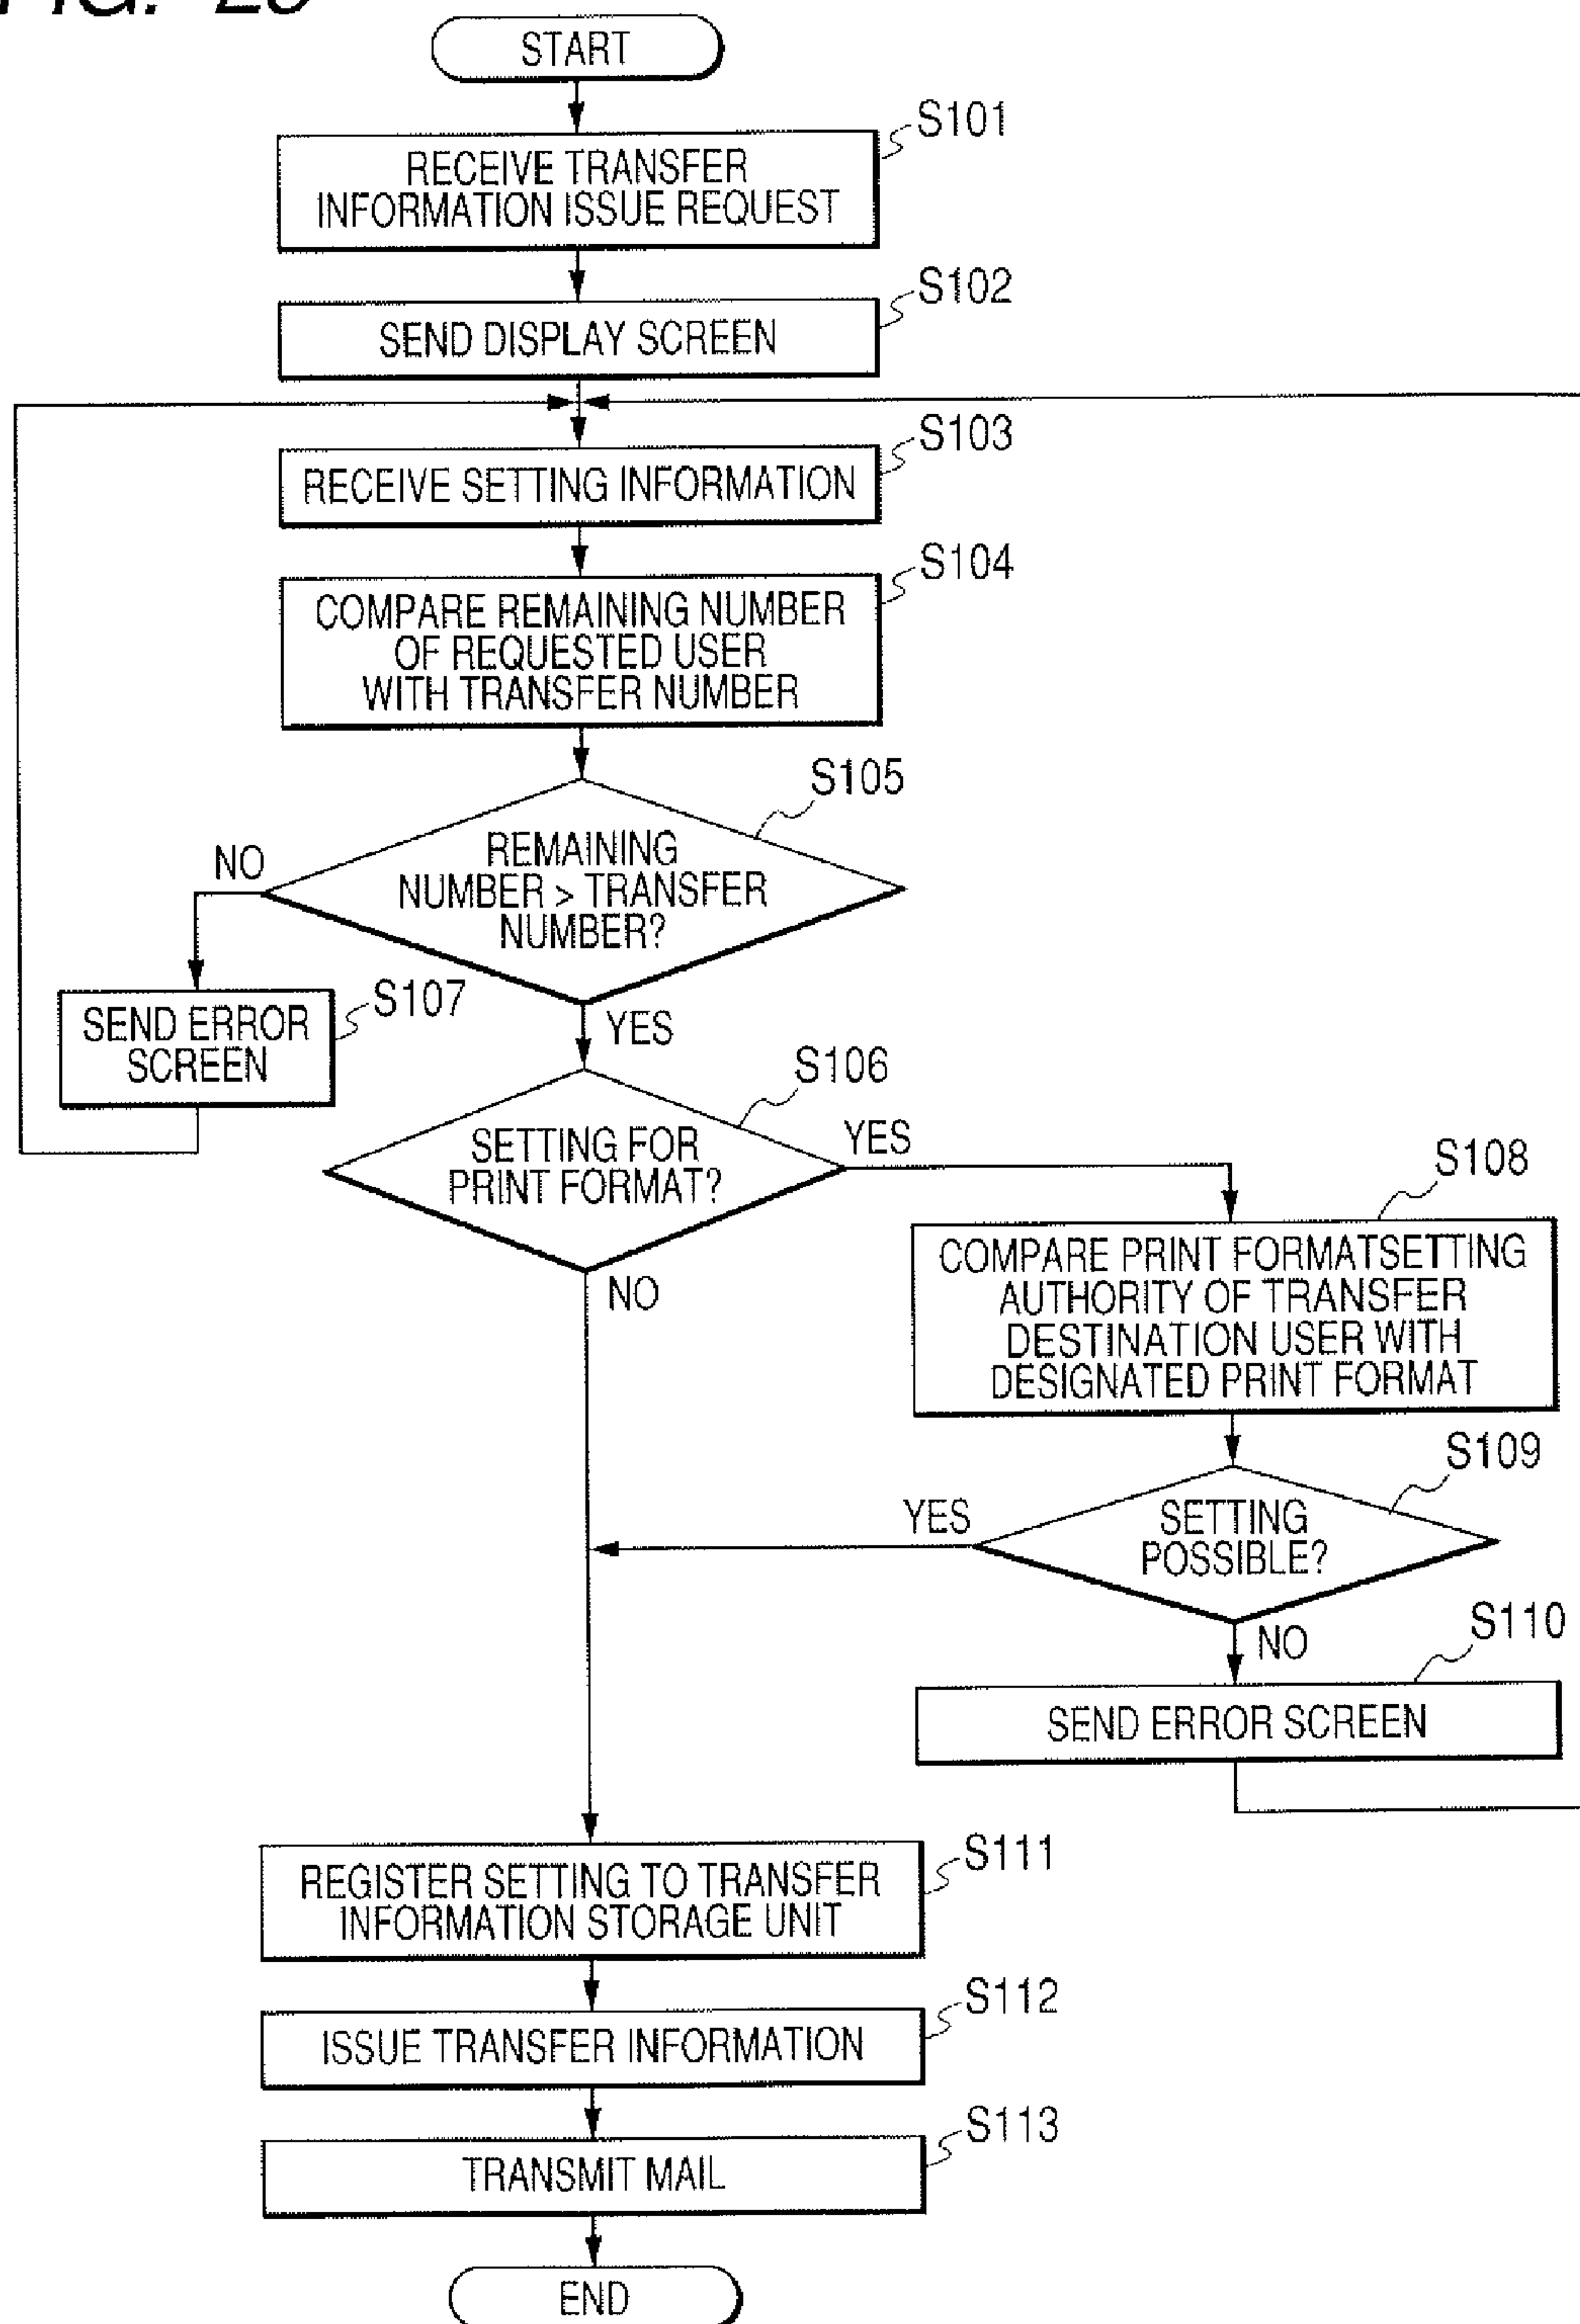 START
S101
RECEIVE TRANSFER
INFORMATION ISSUE REQUEST
S102
SEND DISPLAY SCREEN
S103
RECEIVE SETTING INFORMATION
S104
COMPARE REMAINING NUMBER
OF REQUESTED USER
WITH TRANSFER NUMBER
S105
REMAINING
NUMBER > TRANSFER
NUMBER?
NO
S107
SEND ERROR
SCREEN
YES
S106
SETTING FOR
PRINT FORMAT?
YES
NO
S108
COMPARE PRINT FORMATSETTING
AUTHORITY OF TRANSFER
DESTINATION USER WITH
DESIGNATED PRINT FORMAT
S109
SETTING
POSSIBLE?
YES
NO
S110
SEND ERROR SCREEN
S111
REGISTER SETTING TO TRANSFER
INFORMATION STORAGE UNIT
S112
ISSUE TRANSFER INFORMATION
S113
TRANSMIT MAIL
END